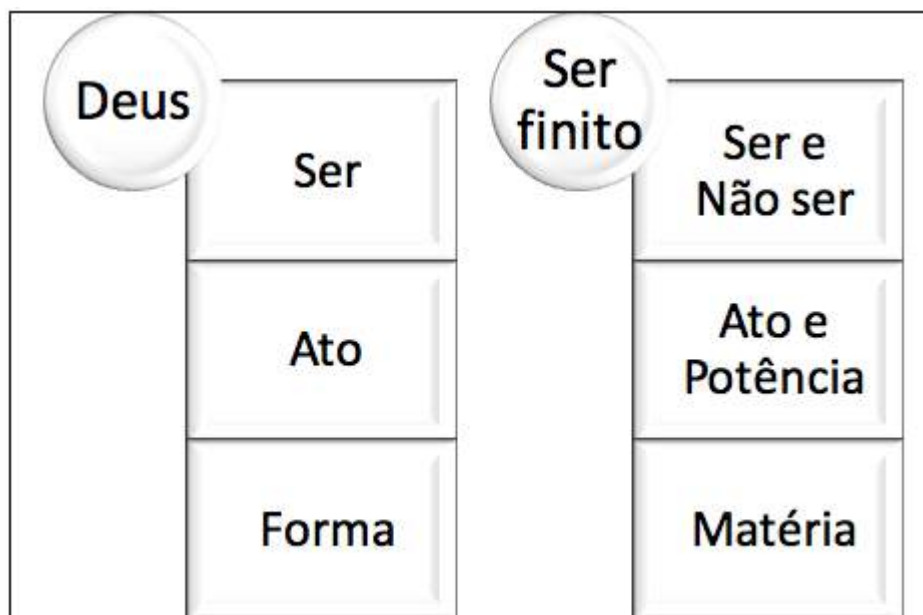 Deus
Ser
Ato
Forma
Ser
finito
Ser e
Não ser
Ato e
Potência
Matéria